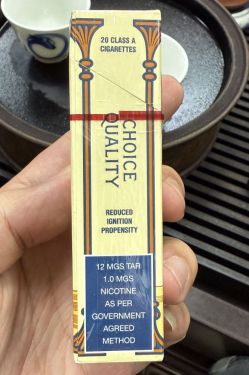 20 CLASS A
CIGARETTES
CHOICE
QUALITY
REDUCED
IGNITION
PROPENSITY
12 MGS TAR
1.0 MGS
NICOTINE
AS PER
GOVERNMENT
AGREED
METHOD